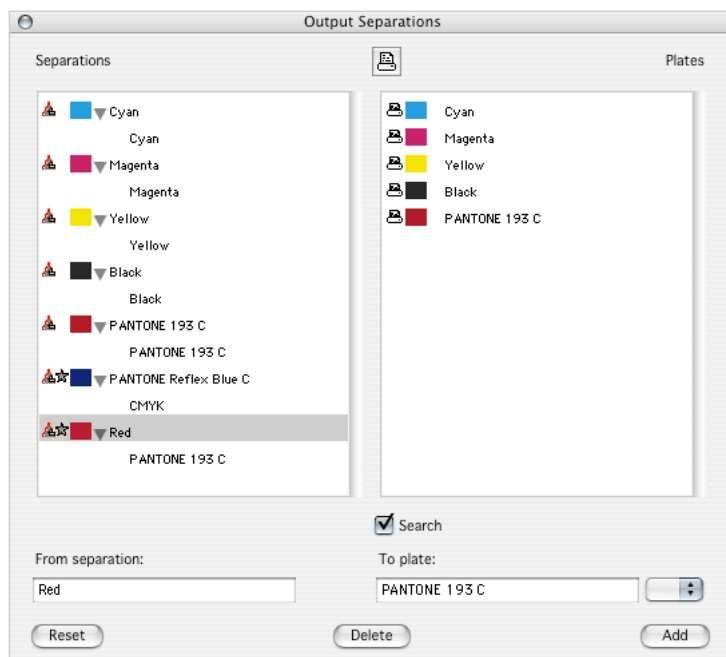 Output Separations
Separations
Plates
Cyan
Cyan
Magenta
Magenta
Yellow
Yellow
Black
Black
PANTONE 193 C
PANTONE 193 C
PANTONE Reflex Blue C
CMYK
Red
PANTONE 193 C
Cyan
Magenta
Yellow
Black
PANTONE 193 C
Search
From separation:
To plate:
Red
PANTONE 193 C
Reset
Delete
Add